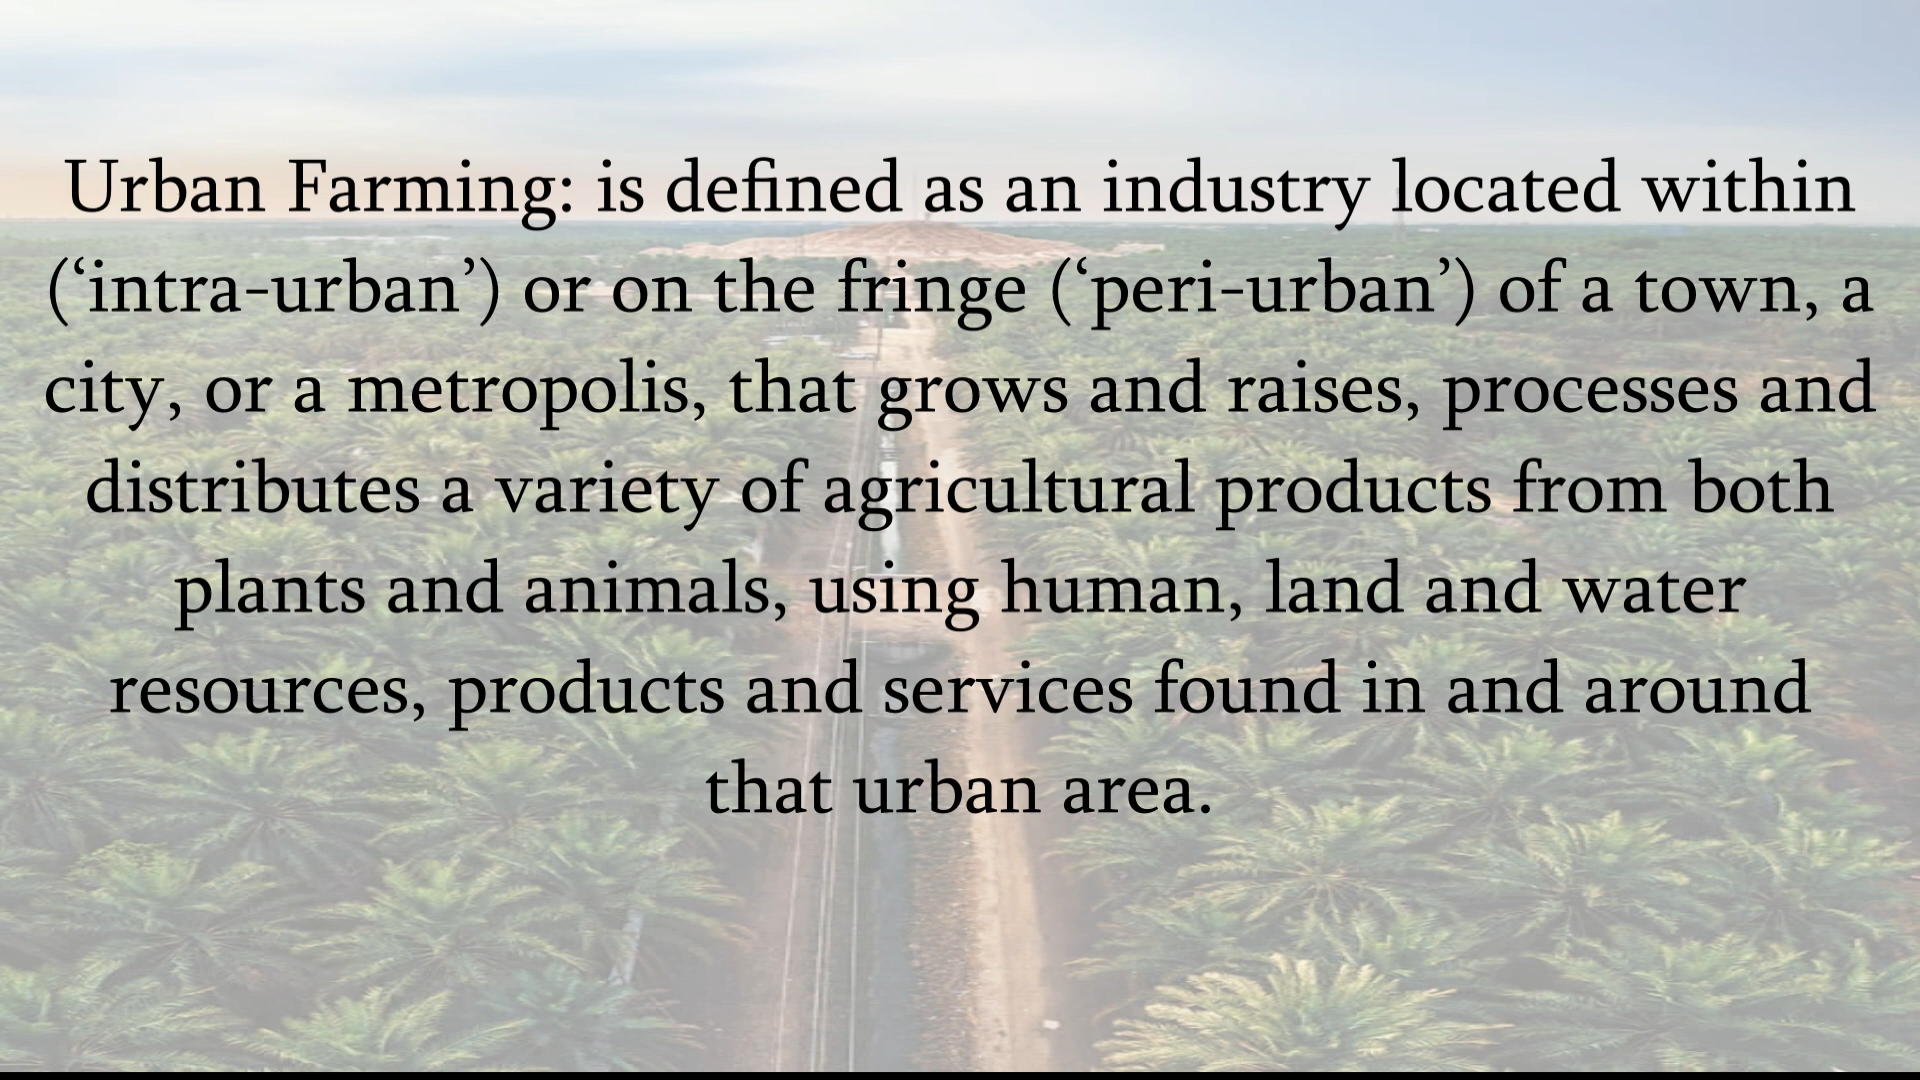 Urban Farming: is defined as an industry located within
(‘intra-urban’) or on the fringe (‘peri-urban’) of a town, a
city, or a metropolis, that grows and raises, processes and
distributes a variety of agricultural products from both
plants and animals, using human, land and water
resources, products and services found in and around
that urban area.